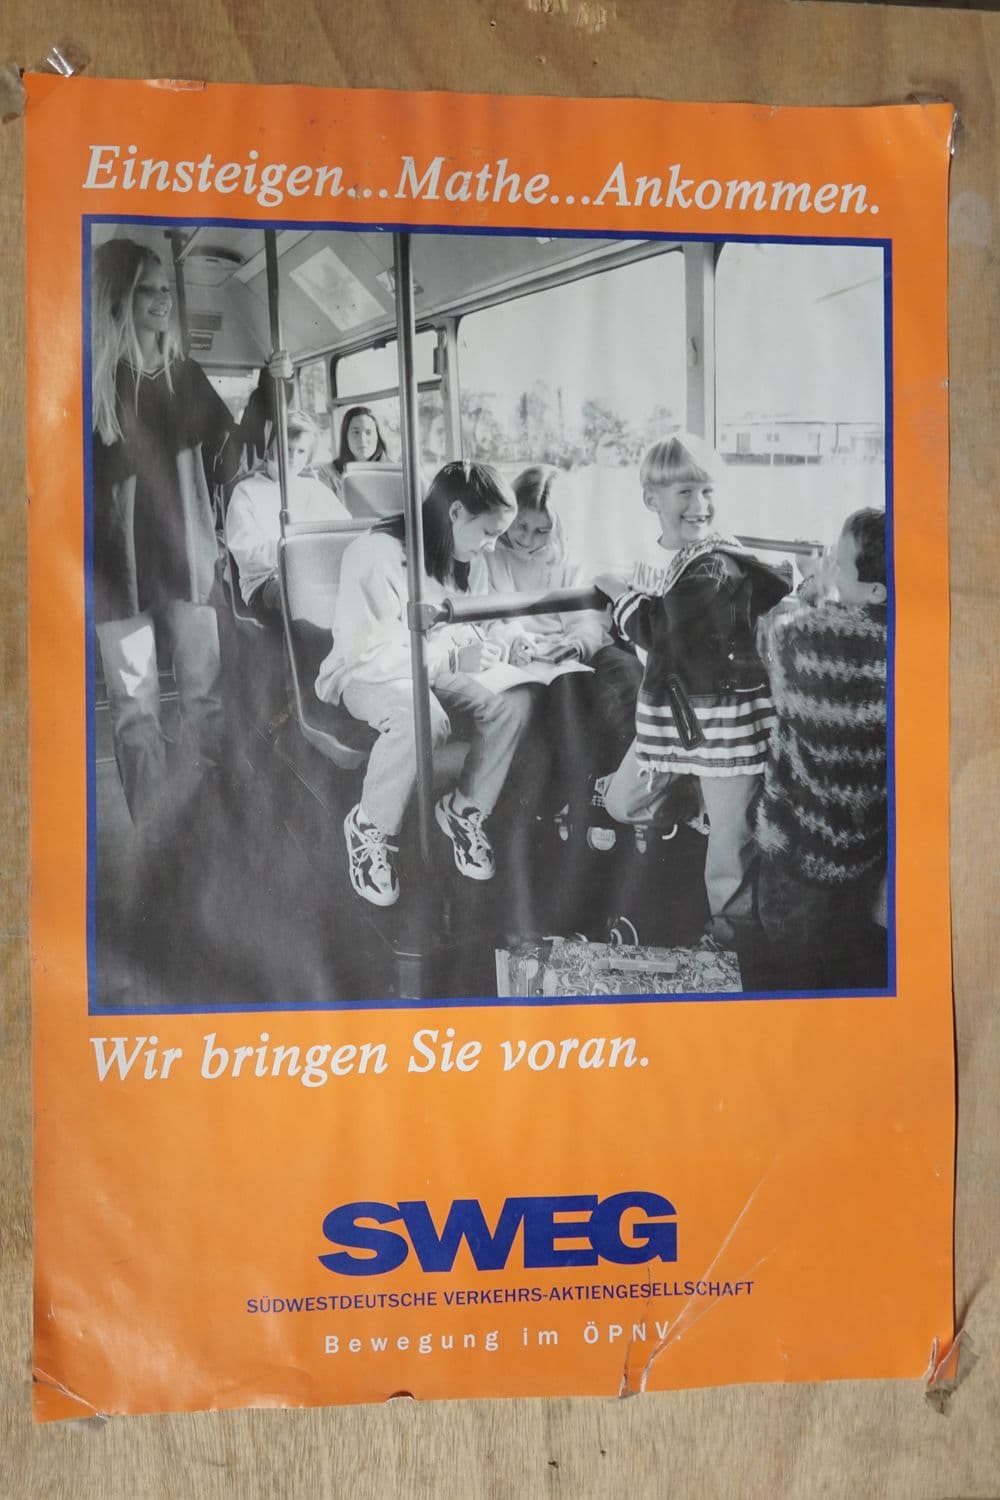 Einsteigen...Mathe...Ankommen.
Wir bringen Sie voran.
SWEG
SÜDWESTDEUTSCHE VERKEHRS-AKTIENGESELLSCHAFT
Bewegung im ÖPNV.